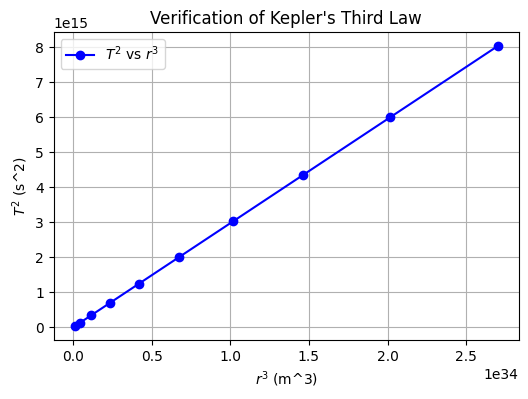 Verification of Kepler's Third Law
1e15
T² vs r³
8
7
6
5
4
3
2
1
0
T² (s^2)
0.0 0.5 1.0 1.5 2.0 2.5
1e34
r³ (m^3)